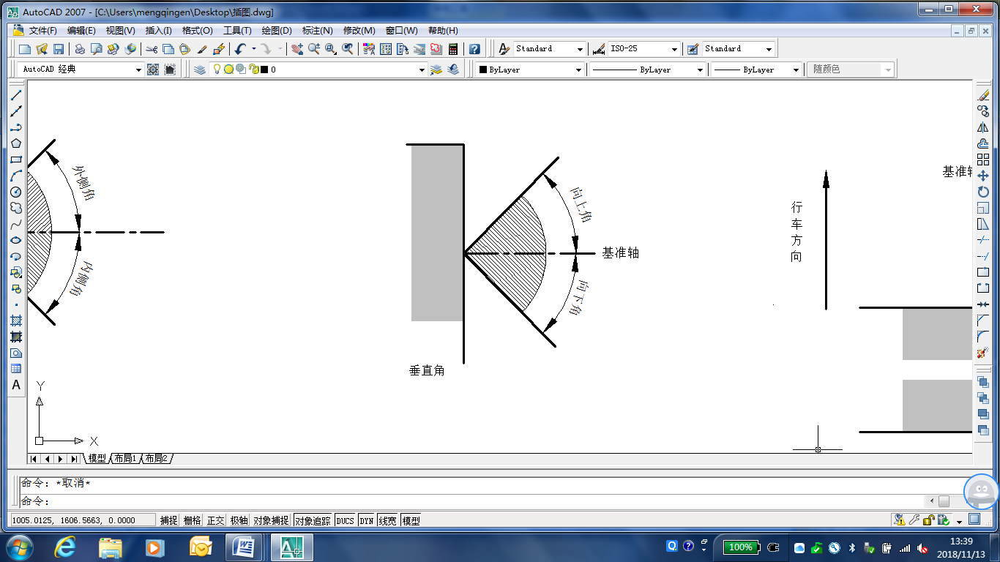 AutoCAD 2007 - [C:\Users\mengqingen\Desktop\插图.dwg]
文件(F) 编辑(E) 视图(V) 插入(I) 格式(O) 工具(T) 绘图(D) 标注(N) 修改(M) 窗口(W) 帮助(H)
Standard ISO-25 Standard
AutoCAD 经典 0 ByLayer ByLayer ByLayer 随颜色
外侧角
内侧角
向上角
基准轴
向下角
垂直角
行车方向
基准轴
Y
X
A
模型 布局1 布局2
命令: *取消*
命令:
1005.0125, 1606.5663, 0.0000 捕捉 栅格 正交 极轴 对象捕捉 对象追踪 DUCS DYN 线宽 模型
100%
13:39
2018/11/13